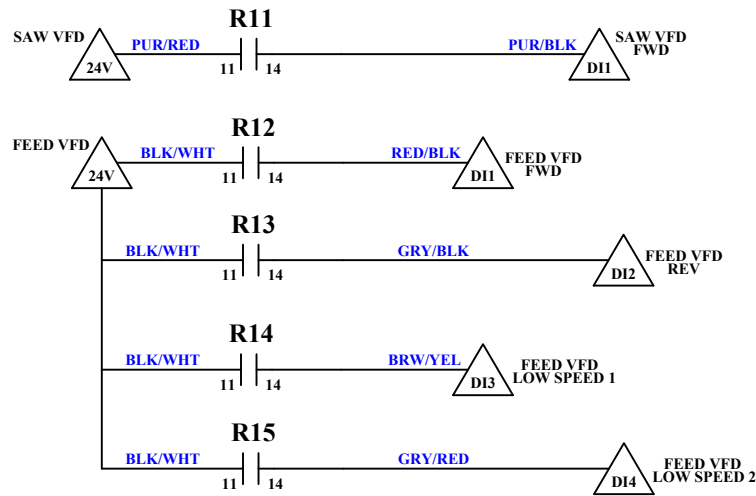 R11
SAW VFD
PUR/RED
PUR/BLK
SAW VFD
FWD
24V
11
14
DI1
R12
FEED VFD
BLK/WHT
RED/BLK
FEED VFD
FWD
24V
11
14
DI1
R13
BLK/WHT
GRY/BLK
FEED VFD
REV
11
14
DI2
R14
BLK/WHT
BRW/YEL
FEED VFD
LOW SPEED 1
11
14
DI3
R15
BLK/WHT
GRY/RED
FEED VFD
LOW SPEED 2
11
14
DI4